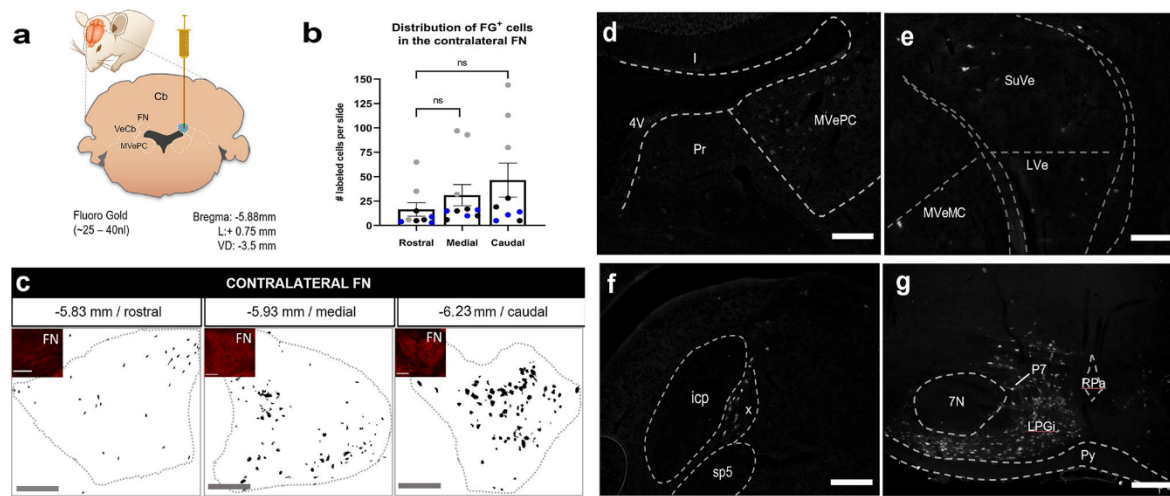 a
Cb
FN
VeCb
MVePC
Fluoro Gold
(~25 – 40nl)
Bregma: -5.88mm
L:+ 0.75 mm
VD: -3.5 mm
b
Distribution of FG+ cells
in the contralateral FN
ns
ns
# labeled cells per slide
150
125
100
75
50
25
0
Rostral Medial Caudal
c
CONTRALATERAL FN
-5.83 mm / rostral
-5.93 mm / medial
-6.23 mm / caudal
FN
FN
FN
d
I
4V
Pr
MVePC
e
SuVe
LVe
MVeMC
f
icp
x
sp5
g
P7
RPa
7N
LPGi
Py